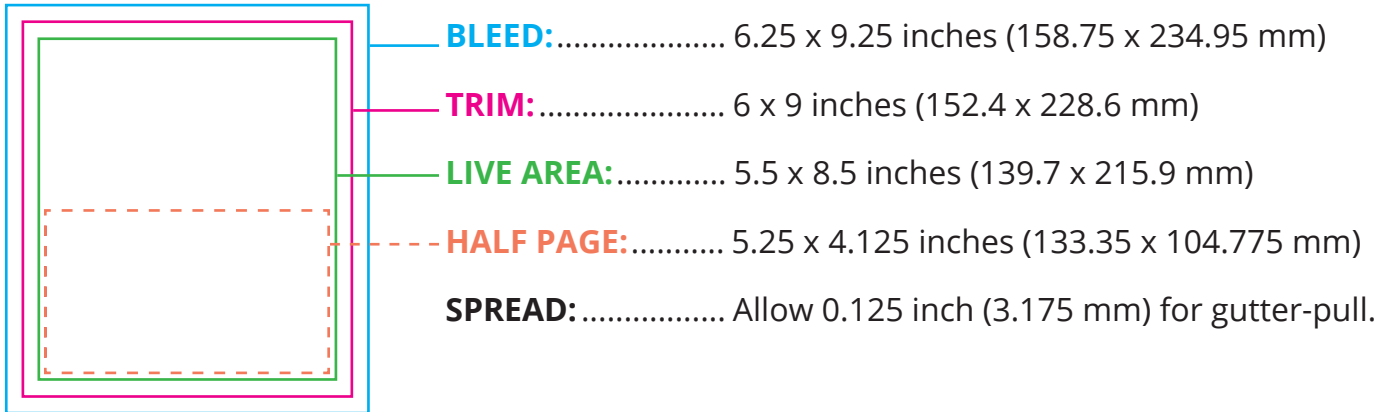 BLEED:.................... 6.25 x 9.25 inches (158.75 x 234.95 mm)
TRIM:...................... 6 x 9 inches (152.4 x 228.6 mm)
LIVE AREA:............. 5.5 x 8.5 inches (139.7 x 215.9 mm)
HALF PAGE:........... 5.25 x 4.125 inches (133.35 x 104.775 mm)
SPREAD:................. Allow 0.125 inch (3.175 mm) for gutter-pull.